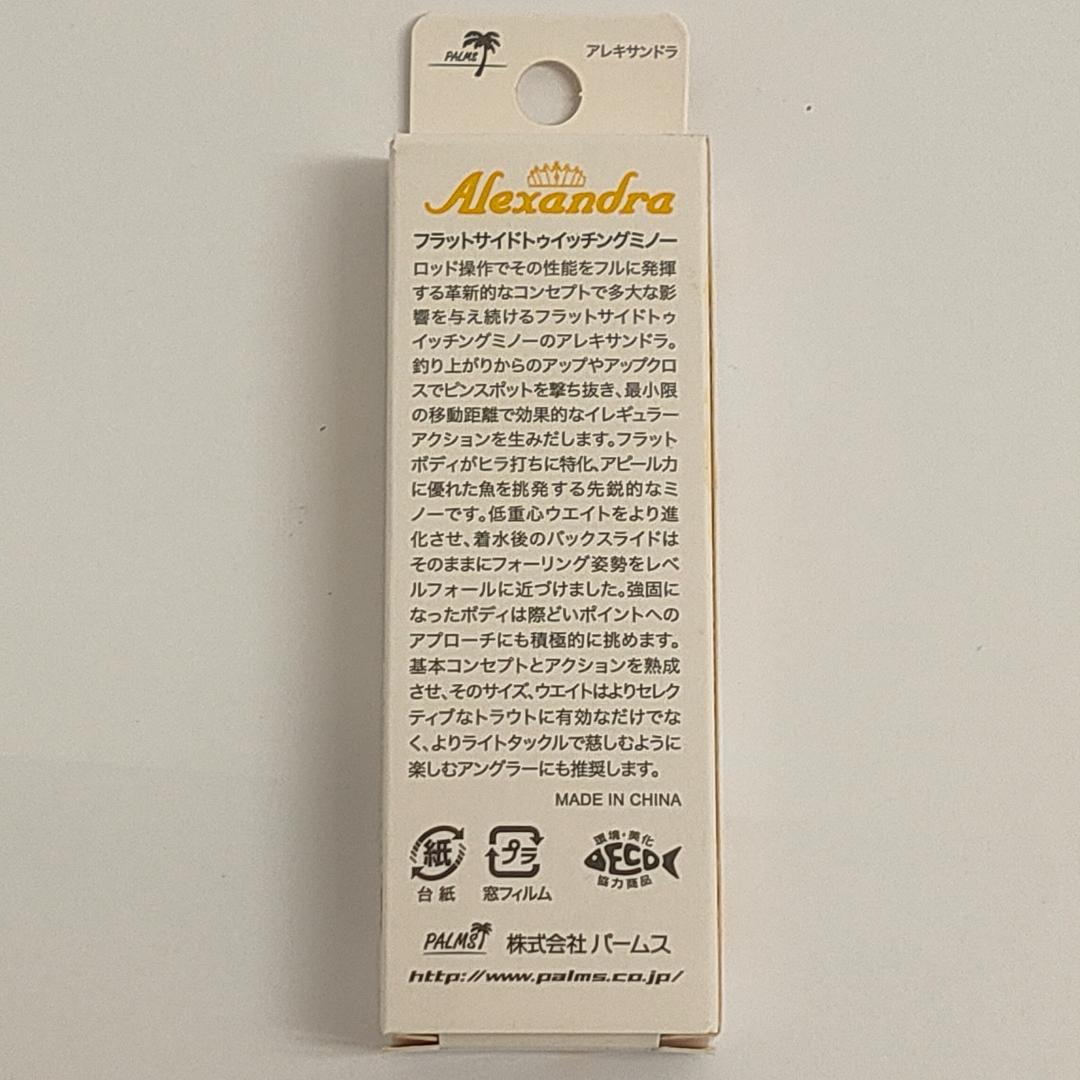 PALMS
アレキサンドラ
Alexandra
フラットサイドトゥイッチングミノー
ロッド操作でその性能をフルに発揮
する革新的なコンセプトで多大な影
響を与え続けるフラットサイドトゥ
イッチングミノーのアレキサンドラ。
釣り上がりからのアップやアップクロ
スでピンスポットを撃ち抜き、最小限
の移動距離で効果的なイレギュラー
アクションを生みだします。フラット
ボディがヒラ打ちに特化、アピール力
に優れた魚を挑発する先鋭的なミ
ノーです。低重心ウエイトをより進
化させ、着水後のバックスライドは
そのままにフォーリング姿勢をレベ
ルフォールに近づけました。強固に
なったボディは際どいポイントへの
アプローチにも積極的に挑めます。
基本コンセプトとアクションを熟成
させ、そのサイズ、ウエイトはよりセレク
ティブなトラウトに有効なだけでな
く、よりライトタックルで慈しむように
楽しむアングラーにも推奨します。
MADE IN CHINA
紙
台紙
プラ
窓フィルム
環境・美化
ECO
協力商品
PALMS 株式会社 パームス
http://www.palms.co.jp/